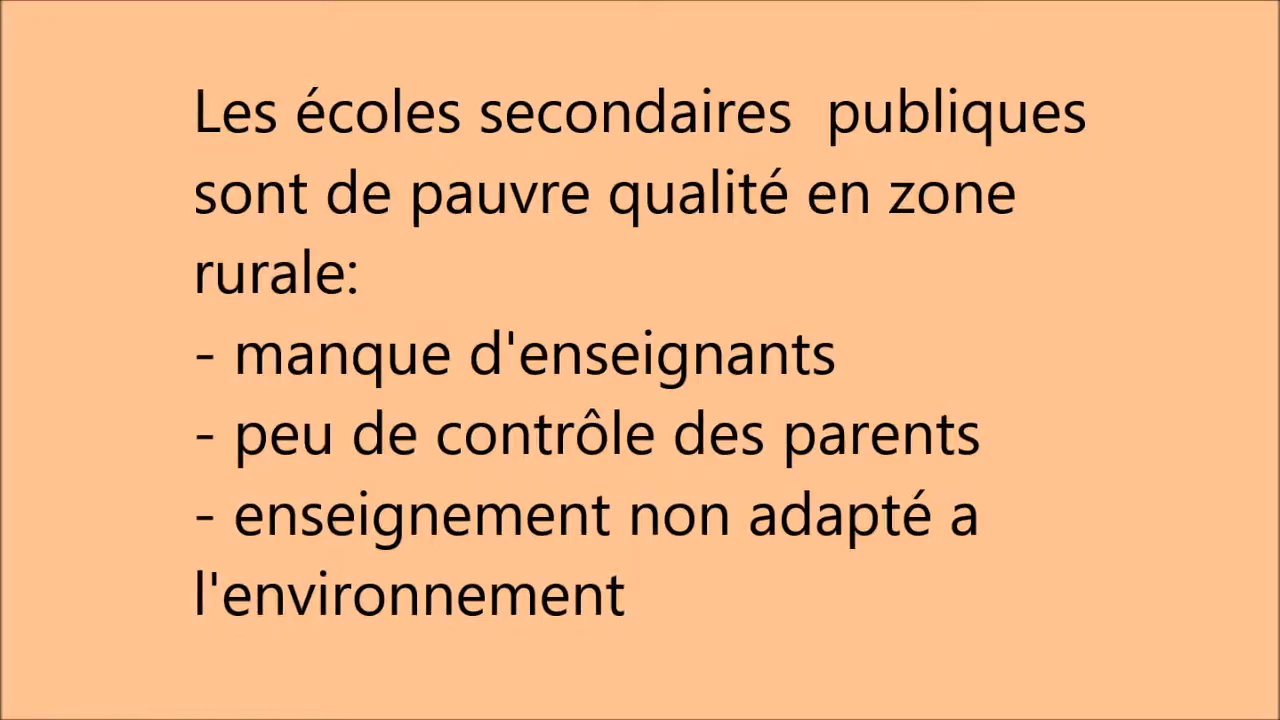 Les écoles secondaires  publiques
sont de pauvre qualité en zone
rurale:
- manque d'enseignants
- peu de contrôle des parents
- enseignement non adapté a
l'environnement